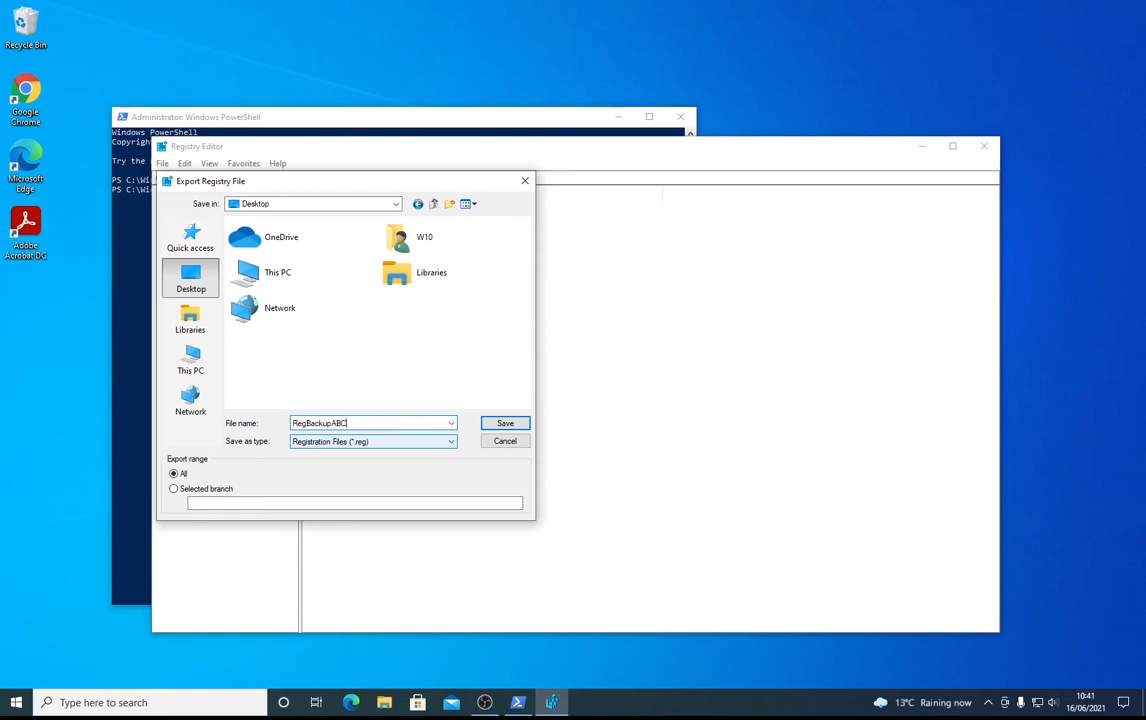 Recycle Bin
Google
Chrome
Microsoft
Edge
Adobe
Acrobat DC
Administrator: Windows PowerShell
Windows PowerShell
Try the
PS C:\Wi
PS C:\Wi
Registry Editor
File Edit View Favorites Help
Export Registry File
Save in: Desktop
Quick access
Desktop
Libraries
This PC
Network
OneDrive
W10
This PC
Libraries
Network
File name: RegBackupABC
Save
Save as type: Registration Files (*.reg)
Cancel
Export range
All
Selected branch
Type here to search
13°C Raining now
10:41
16/06/2021